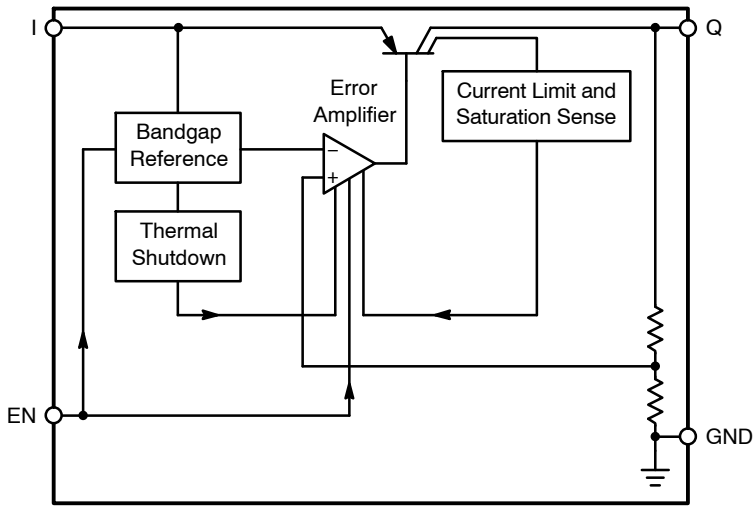 I
Q
Error
Amplifier
Current Limit and
Saturation Sense
Bandgap
Reference
−
+
Thermal
Shutdown
EN
GND